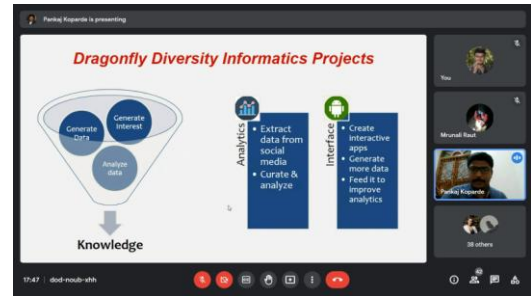 Pankaj Koparde is presenting
Dragonfly Diversity Informatics Projects
Generate
Data
Generate
Interest
Analyze
data
Knowledge
Analytics
• Extract
data from
social
media
• Curate &
analyze
Interface
• Create
interactive
apps
• Generate
more data
• Feed it to
improve
analytics
You
Mrunali Raut
Pankaj Koparde
38 others
17:47 | dod-noub-xhh
42